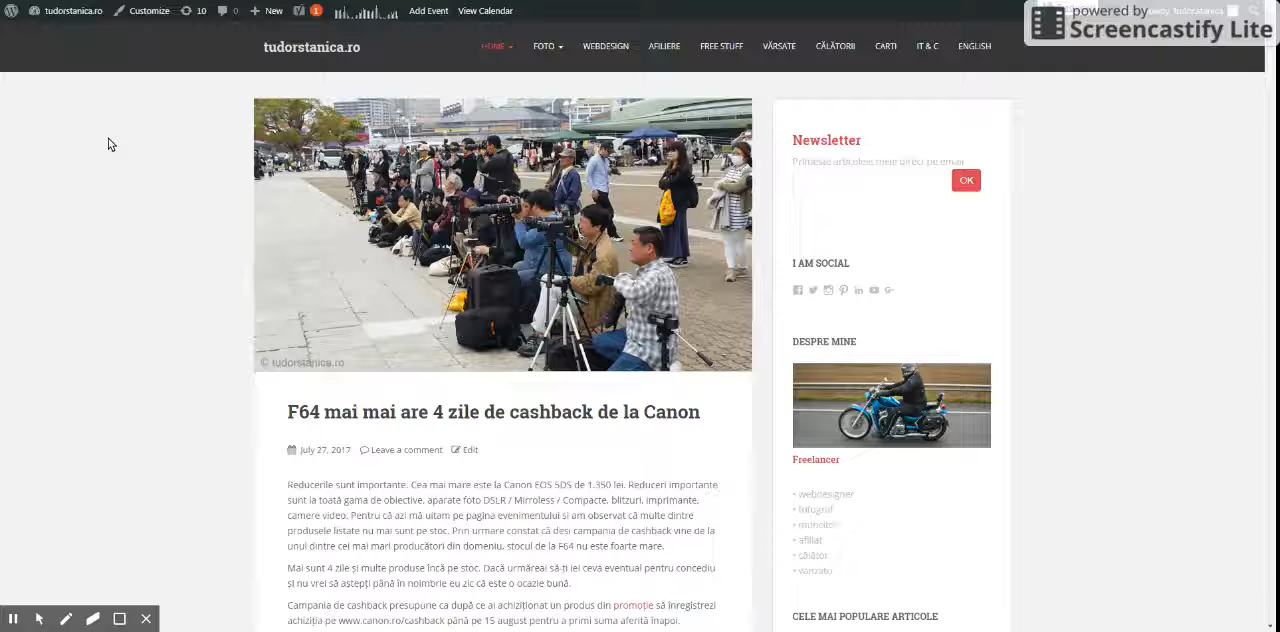 tudorstanica.ro Customize 10 0 New 1 Add Event View Calendar
powered by
Screencastify Lite
tudorstanica.ro HOME FOTO WEBDESIGN AFILIERE FREE STUFF VĂRSATE CĂLĂTORII CARTI IT & C ENGLISH
© tudorstanica.ro
F64 mai mai are 4 zile de cashback de la Canon
July 27, 2017 Leave a comment Edit
Reducerile sunt importante. Cea mai mare este la Canon EOS 5DS de 1.350 lei. Reduceri importante
sunt la toată gama de obiective, aparate foto DSLR / Mirroless / Compacte, blitzuri, imprimante,
camere video. Pentru că azi mă uitam pe pagina evenimentului si am observat că multe dintre
produsele listate nu mai sunt pe stoc. Prin urmare constat că desi campania de cashback vine de la
unul dintre cei mai mari producători din domeniu, stocul de la F64 nu este foarte mare.
Mai sunt 4 zile și multe produse încă pe stoc. Dacă urmăreai să-ți iei ceva eventual pentru concediu
și nu vrei să aștepți până în noimbrie eu zic că este o ocazie bună.
Campania de cashback presupune ca după ce ai achiziționat un produs din promoție să înregistrezi
achiziția pe www.canon.ro/cashback până pe 15 august pentru a primi suma aferită înapoi.
Newsletter
Primeste articolele mele direct pe email
OK
I AM SOCIAL
DESPRE MINE
Freelancer
• webdesigner
• fotograf
• afiliat
• călător
CELE MAI POPULARE ARTICOLE